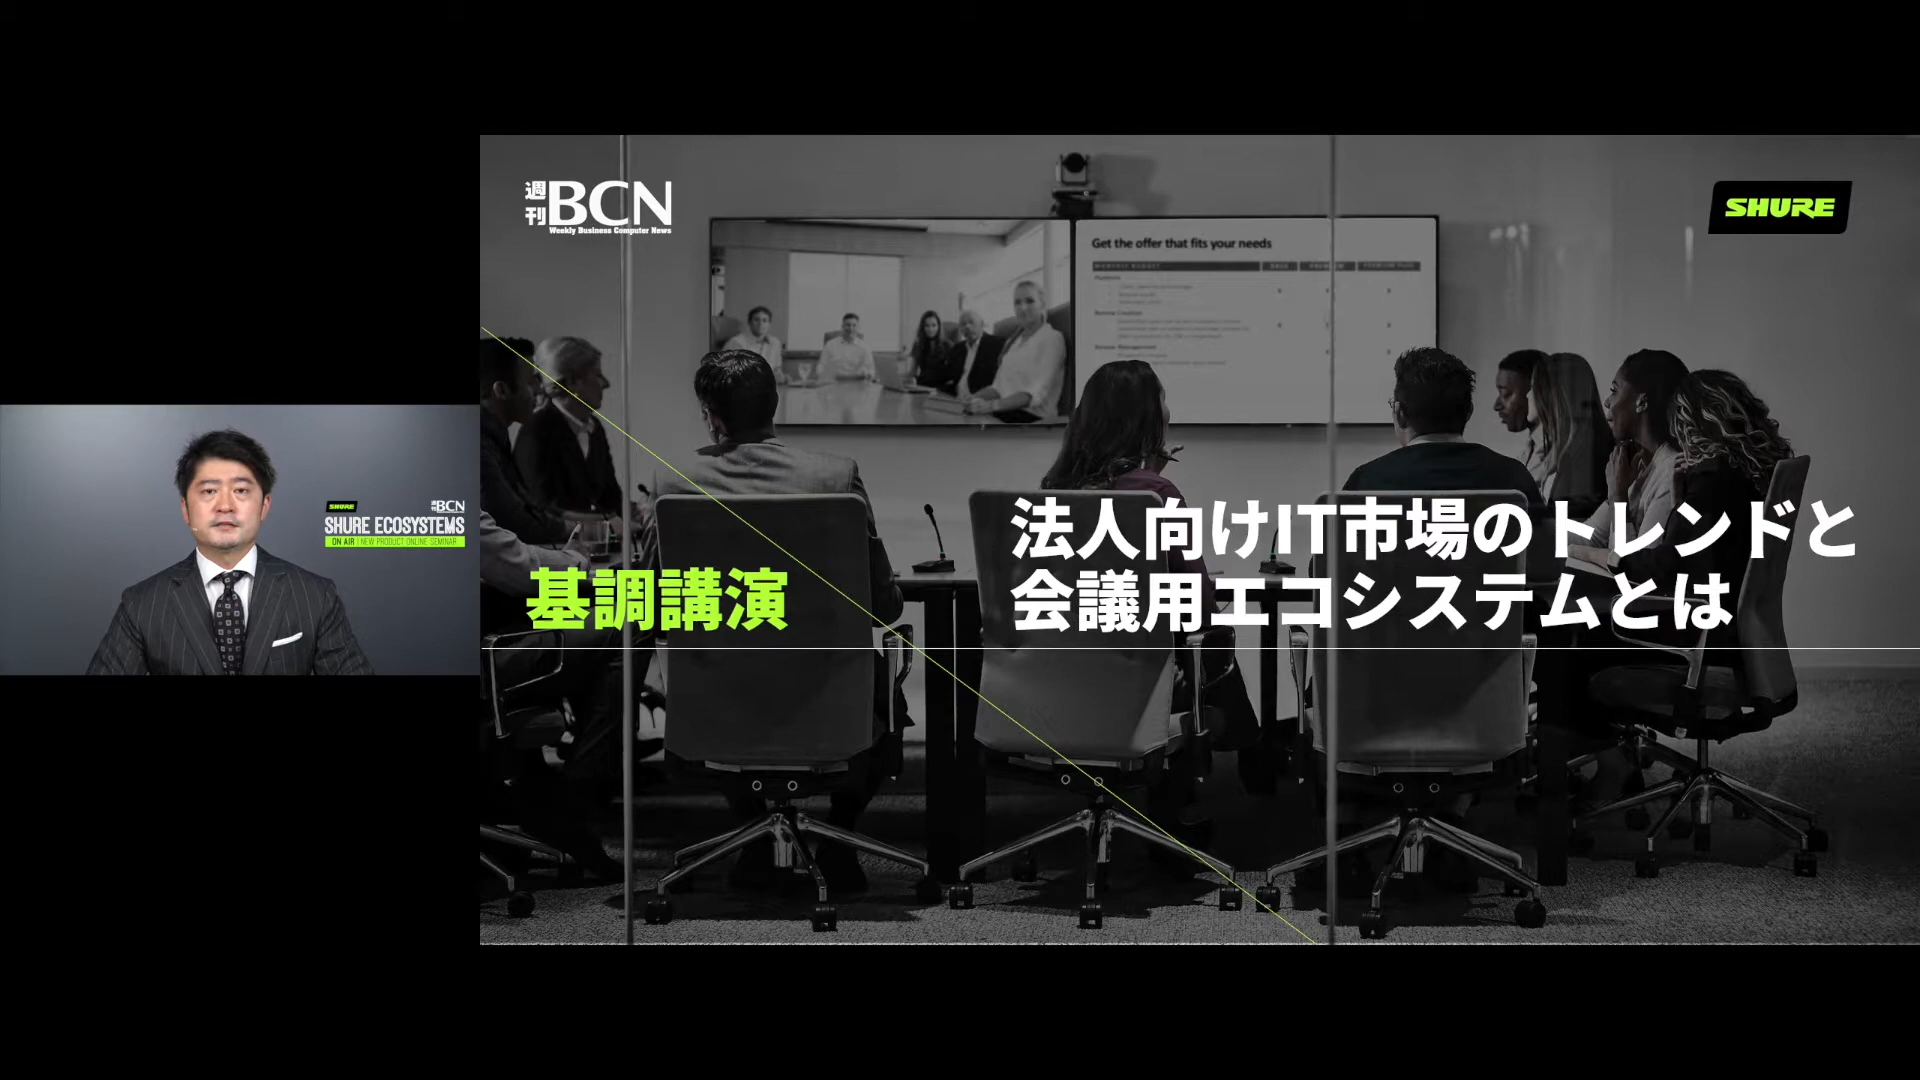 週刊BCN
Weekly Business Computer News
SHURE
Get the offer that fits your needs
SHURE
週刊BCN
SHURE ECOSYSTEMS
ON AIR | NEW PRODUCT ONLINE SEMINAR
基調講演
法人向けIT市場のトレンドと
会議用エコシステムとは